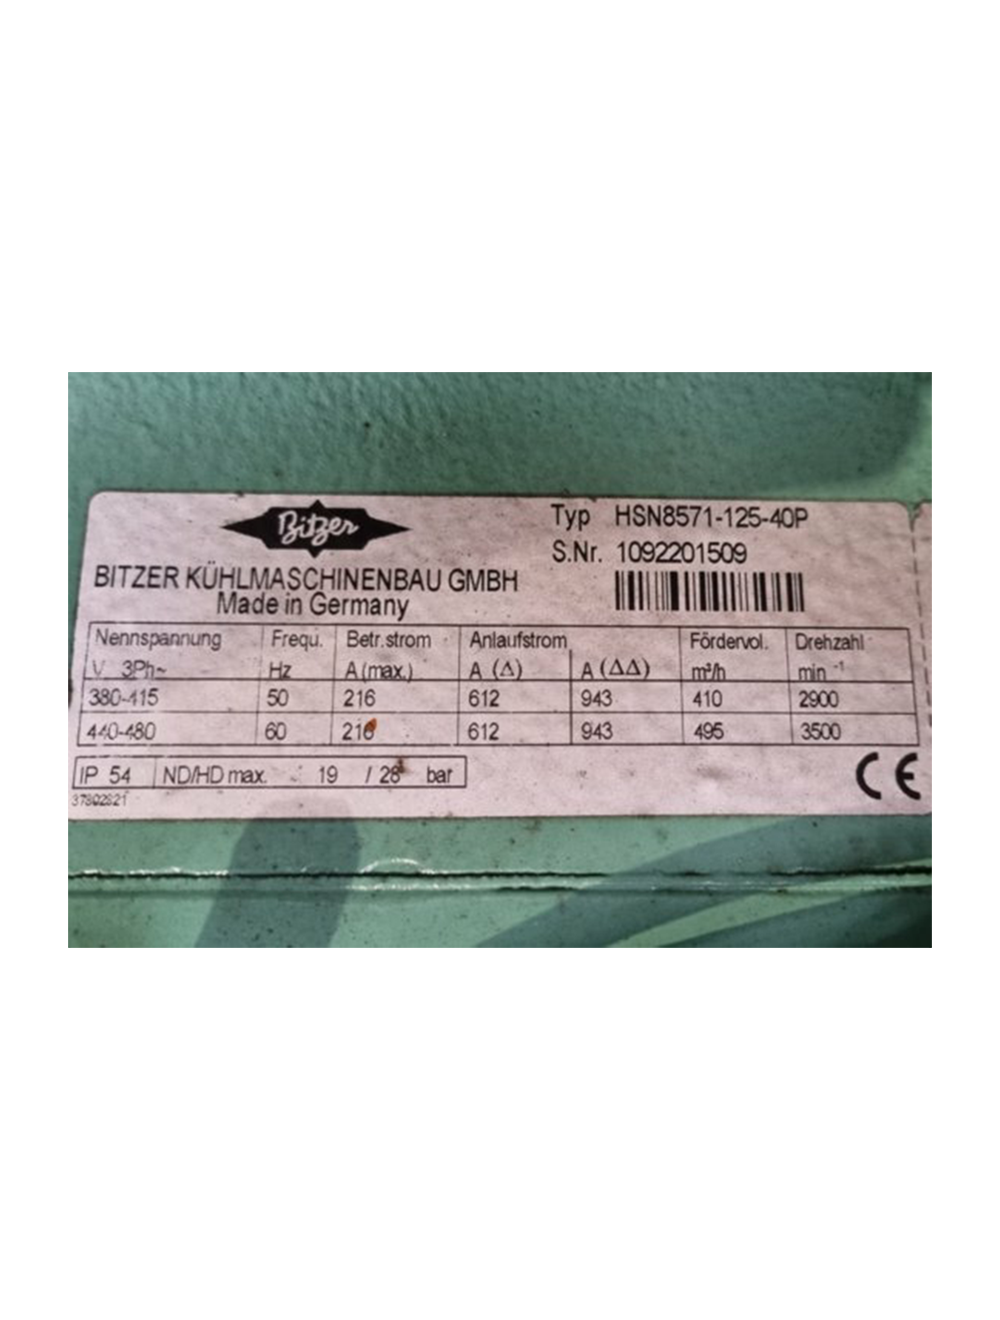 Bitzer
Typ HSN8571-125-40P
S.Nr. 1092201509
BITZER KÜHLMASCHINENBAU GMBH
Made in Germany
Nennspannung Frequ. Betr.strom Anlaufstrom Fördervol. Drehzahl
V 3Ph~ Hz A (max.) A (Δ) A (ΔΔ) m³/h min -1
380-415 50 216 612 943 410 2900
440-480 60 216 612 943 495 3500
IP 54 ND/HD max. 19 / 28 bar
CE
37802821